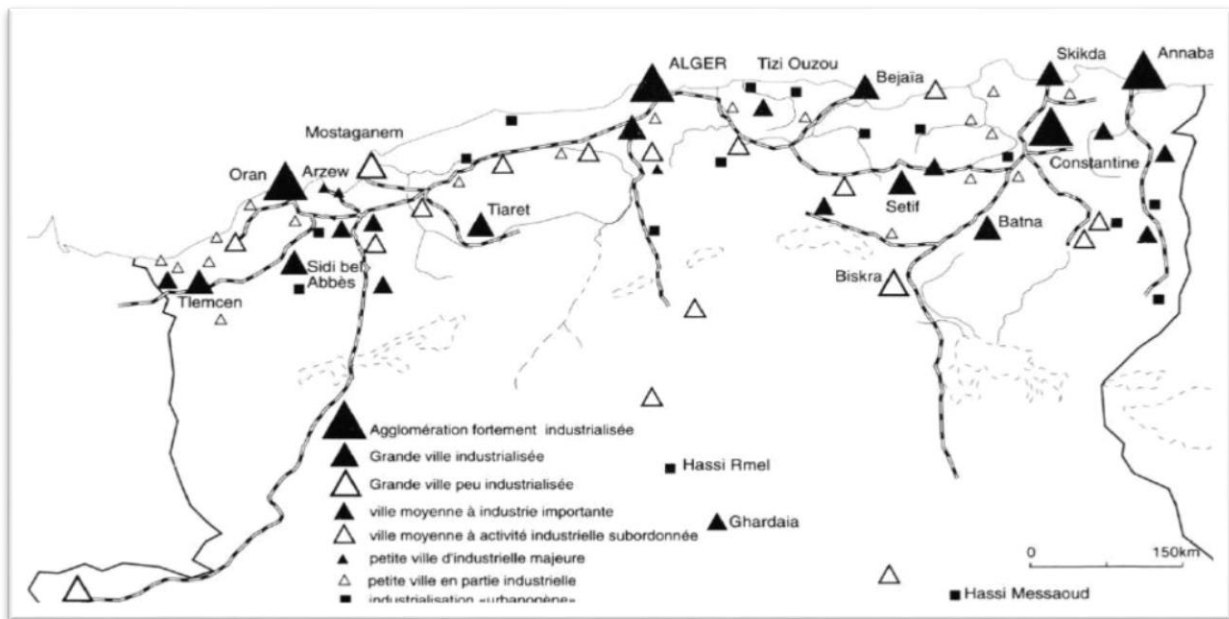 ALGER
Tizi Ouzou
Bejaïa
Skikda
Annaba
Mostaganem
Oran
Arzew
Constantine
Tiaret
Setif
Batna
Sidi bel
Abbès
Tlemcen
Biskra
Agglomération fortement industrialisée
Grande ville industrialisée
Grande ville peu industrialisée
ville moyenne à industrie importante
ville moyenne à activité industrielle subordonnée
petite ville d'industrielle majeure
petite ville en partie industrielle
industrialisation «urbanogène»
Hassi Rmel
Ghardaia
0 150km
Hassi Messaoud